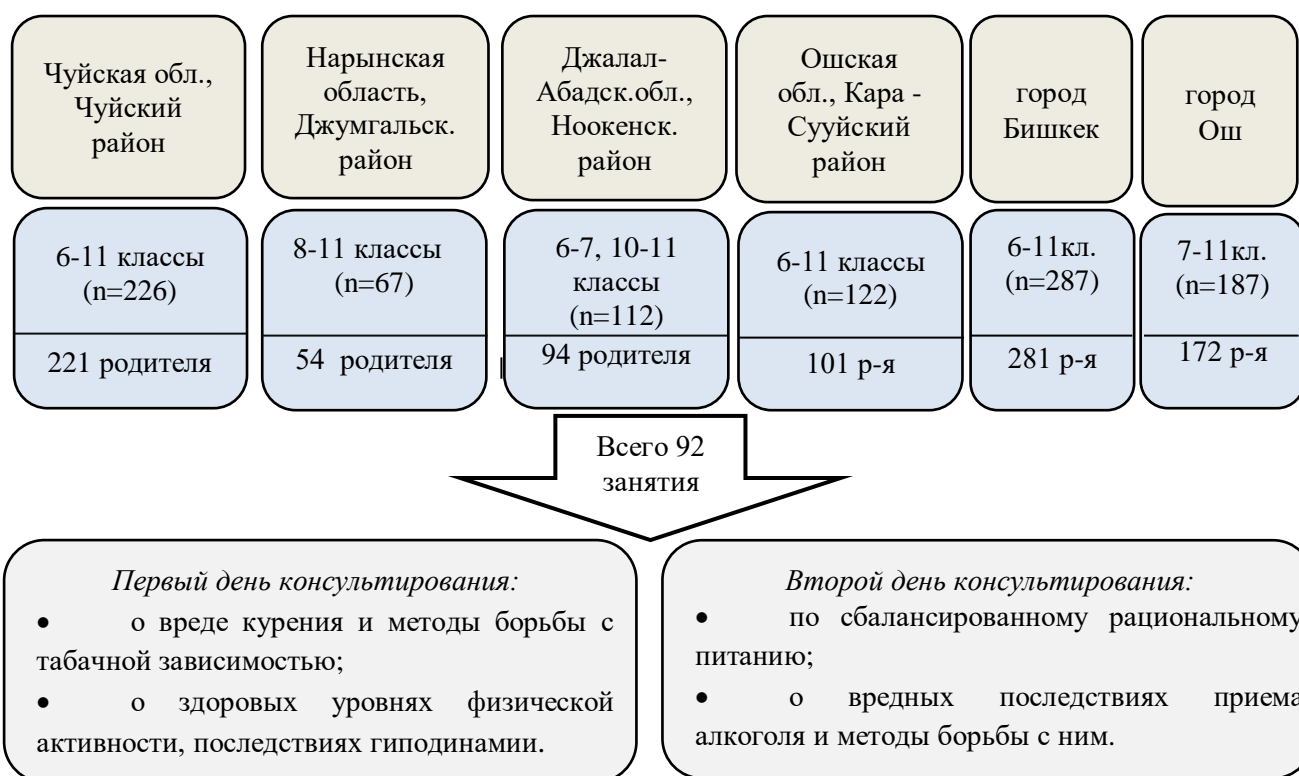 Чуйская обл.,
Чуйский
район
Нарынская
область,
Джумгальск.
район
Джалал-
Абадск.обл.,
Ноокенск.
район
Ошская
обл., Кара -
Сууйский
район
город
Бишкек
город
Ош
6-11 классы
(n=226)
221 родителя
8-11 классы
(n=67)
54 родителя
6-7, 10-11
классы
(n=112)
94 родителя
6-11 классы
(n=122)
101 р-я
6-11кл.
(n=287)
281 р-я
7-11кл.
(n=187)
172 р-я
Всего 92
занятия
Первый день консультирования:
• о вреде курения и методы борьбы с
табачной зависимостью;
• о здоровых уровнях физической
активности, последствиях гиподинамии.
Второй день консультирования:
• по сбалансированному рациональному
питанию;
• о вредных последствиях приема
алкоголя и методы борьбы с ним.